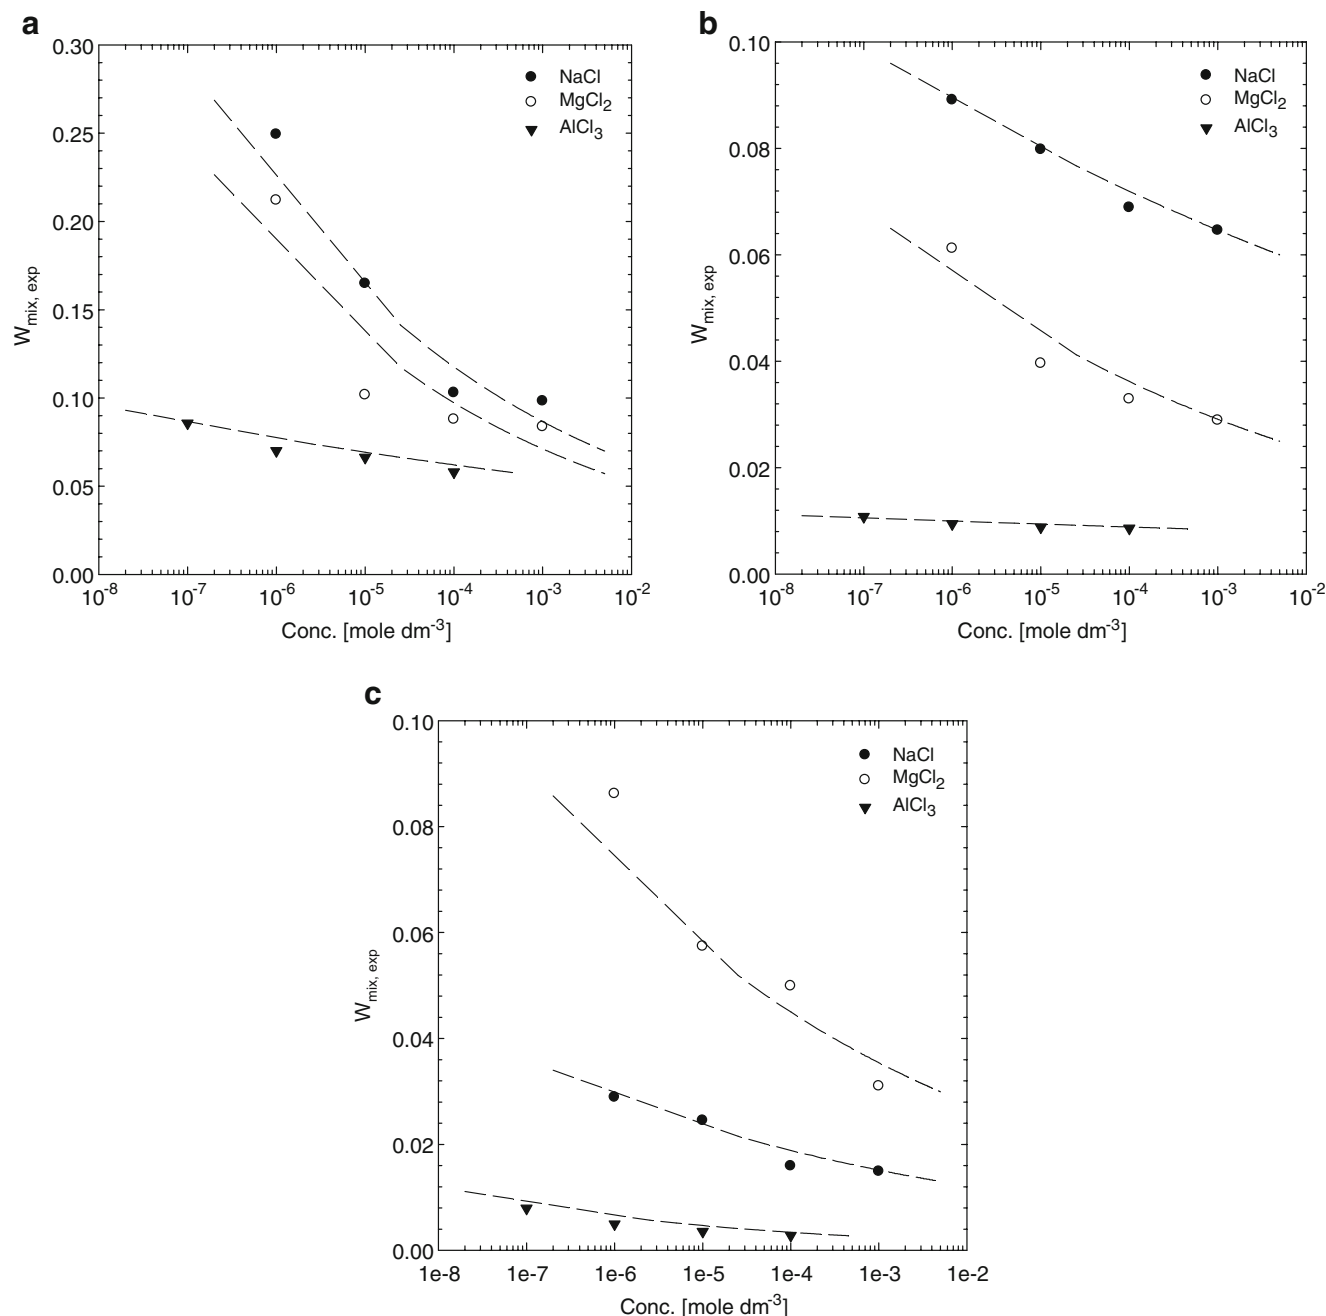 a
0.30
0.25
0.20
0.15
0.10
0.05
0.00
W mix, exp
10-8 10-7 10-6 10-5 10-4 10-3 10-2
Conc. [mole dm-3]
NaCl
MgCl2
AlCl3
b
0.10
0.08
0.06
0.04
0.02
0.00
W mix, exp
10-8 10-7 10-6 10-5 10-4 10-3 10-2
Conc. [mole dm-3]
NaCl
MgCl2
AlCl3
c
0.10
0.08
0.06
0.04
0.02
0.00
W mix, exp
1e-8 1e-7 1e-6 1e-5 1e-4 1e-3 1e-2
Conc. [mole dm-3]
NaCl
MgCl2
AlCl3